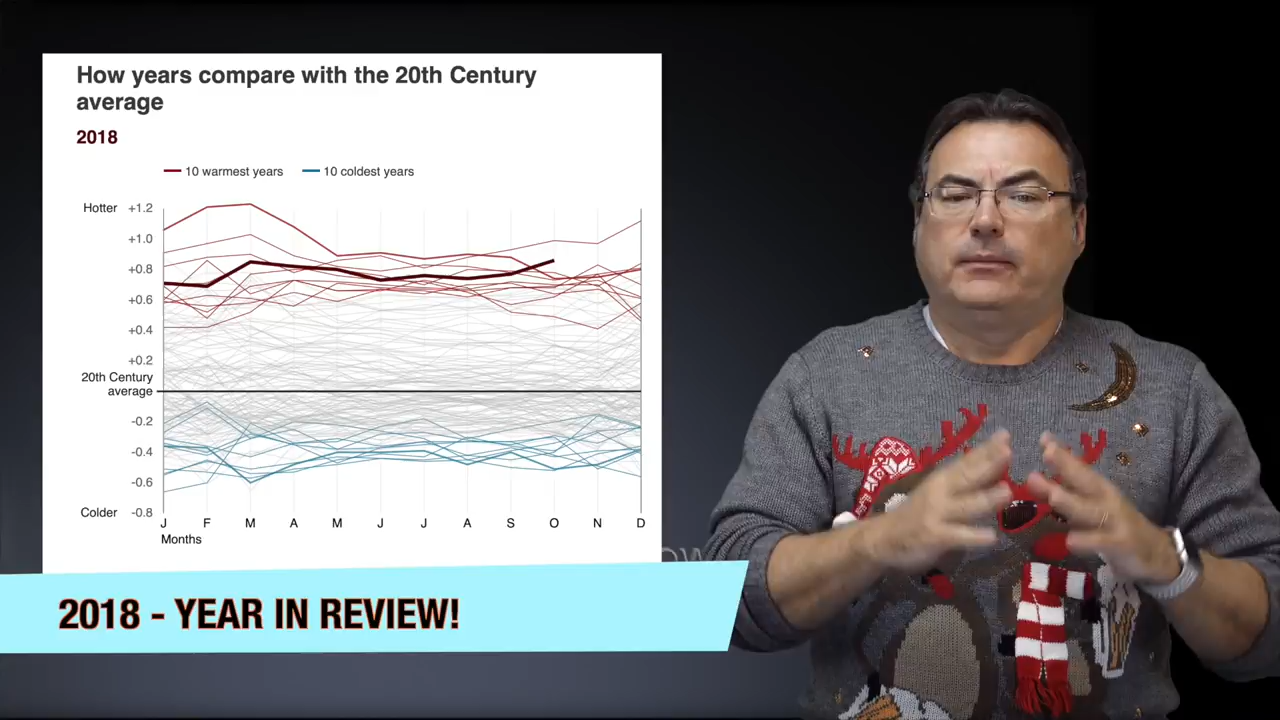 How years compare with the 20th Century
average
2018
10 warmest years
10 coldest years
Hotter
+1.2
+1.0
+0.8
+0.6
+0.4
+0.2
20th Century
average
-0.2
-0.4
-0.6
Colder
-0.8
J F M A M J J A S O N D
Months
2018 - YEAR IN REVIEW!